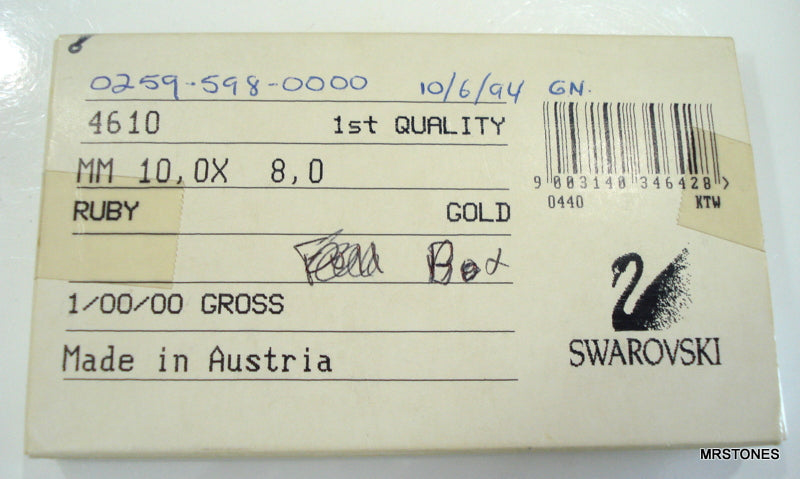 0259-598-0000 10/6/94 GN.
4610 1st QUALITY
MM 10,0X 8,0
9 003140 346428 >
0440 KTW
RUBY GOLD
Box
1/00/00 GROSS
Made in Austria
SWAROVSKI
MRSTONES